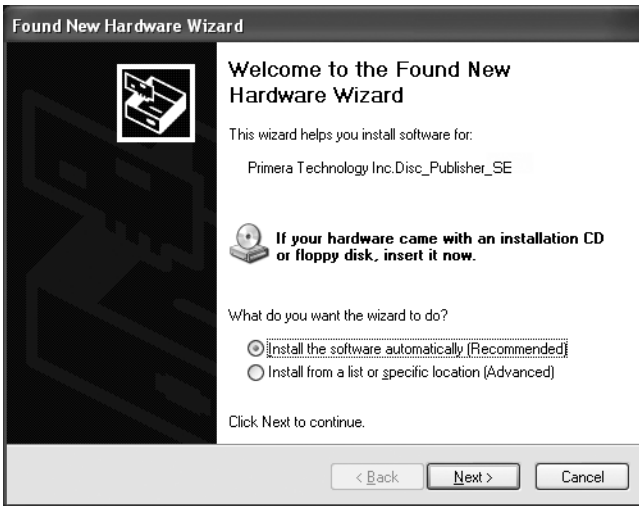 Found New Hardware Wizard
Welcome to the Found New
Hardware Wizard
This wizard helps you install software for:
Primera Technology Inc.Disc_Publisher_SE
If your hardware came with an installation CD
or floppy disk, insert it now.
What do you want the wizard to do?
Install the software automatically (Recommended)
Install from a list or specific location (Advanced)
Click Next to continue.
< Back
Next >
Cancel